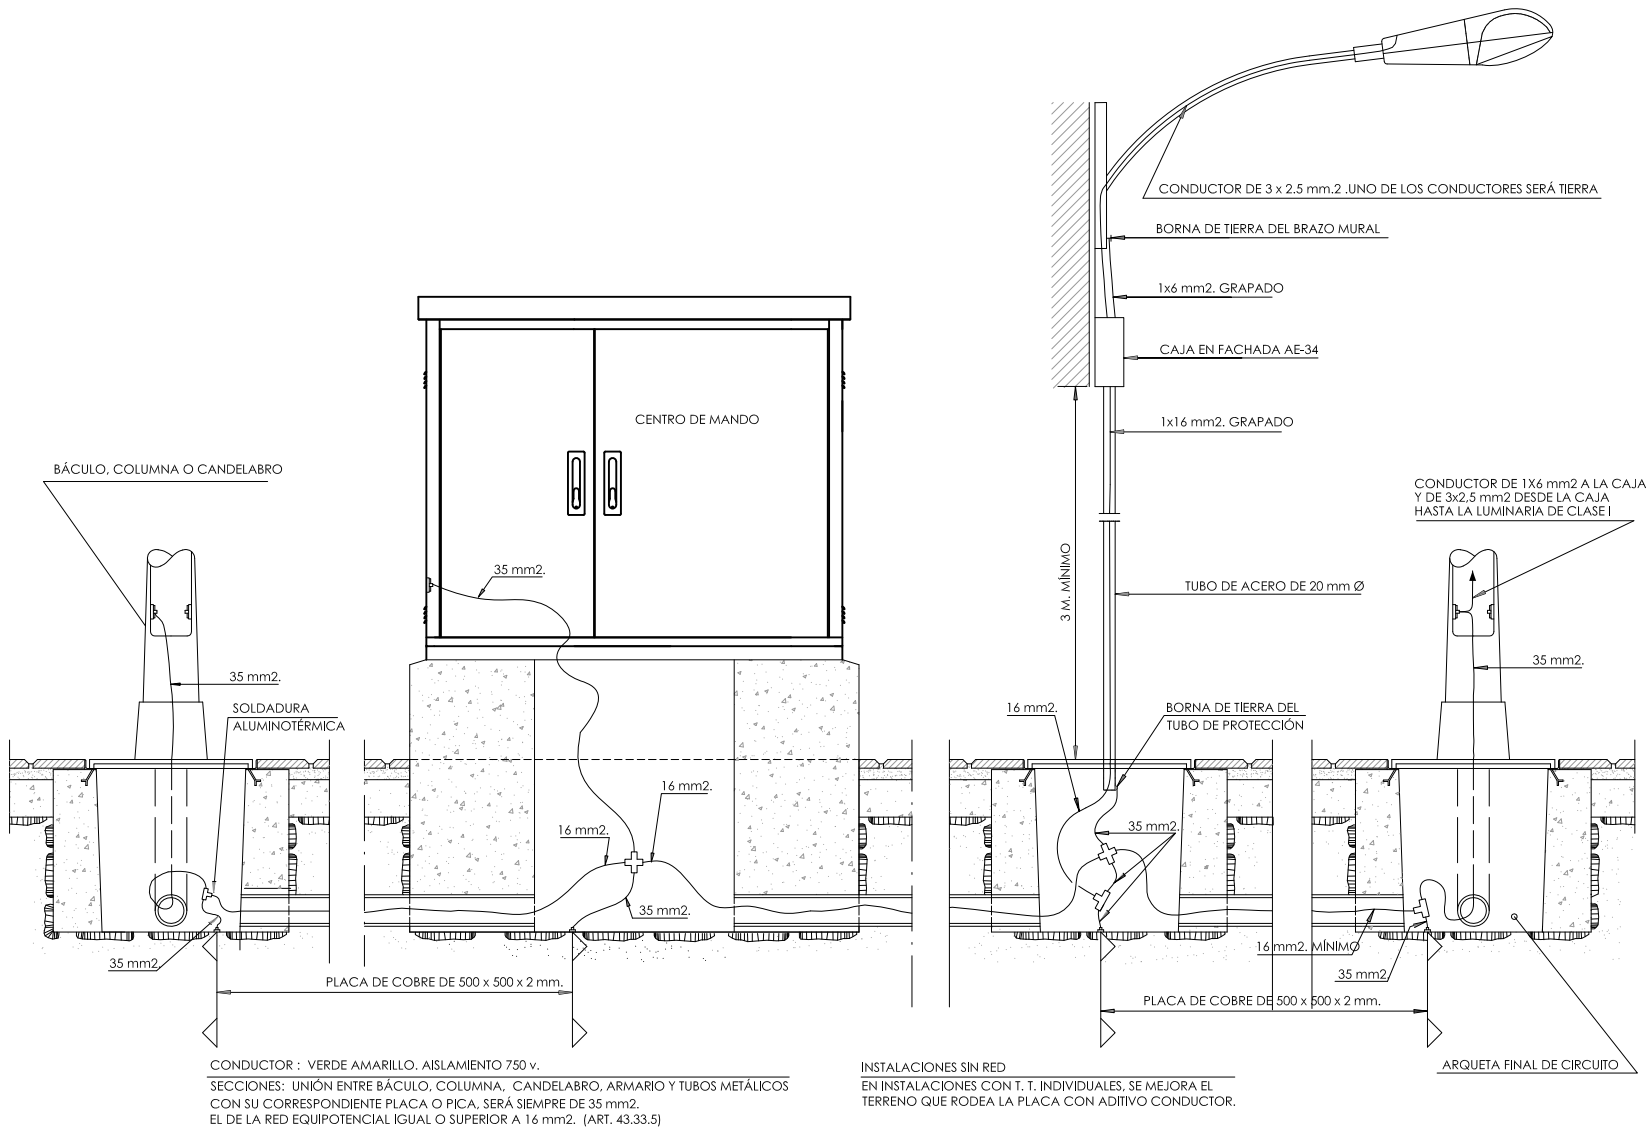 CONDUCTOR DE 3 x 2.5 mm.2 .UNO DE LOS CONDUCTORES SERÁ TIERRA
BORNA DE TIERRA DEL BRAZO MURAL
1x6 mm2. GRAPADO
CAJA EN FACHADA AE-34
CENTRO DE MANDO
1x16 mm2. GRAPADO
BÁCULO, COLUMNA O CANDELABRO
CONDUCTOR DE 1X6 mm2 A LA CAJA
Y DE 3x2,5 mm2 DESDE LA CAJA
HASTA LA LUMINARIA DE CLASE I
35 mm2.
3 M. MÍNIMO
TUBO DE ACERO DE 20 mm Ø
35 mm2.
35 mm2.
SOLDADURA
ALUMINOTÉRMICA
16 mm2.
BORNA DE TIERRA DEL
TUBO DE PROTECCIÓN
16 mm2.
16 mm2.
35 mm2.
35 mm2.
35 mm2.
16 mm2. MÍNIMO
35 mm2.
PLACA DE COBRE DE 500 x 500 x 2 mm.
PLACA DE COBRE DE 500 x 500 x 2 mm.
CONDUCTOR : VERDE AMARILLO. AISLAMIENTO 750 v.
SECCIONES: UNIÓN ENTRE BÁCULO, COLUMNA, CANDELABRO, ARMARIO Y TUBOS METÁLICOS
CON SU CORRESPONDIENTE PLACA O PICA, SERÁ SIEMPRE DE 35 mm2.
EL DE LA RED EQUIPOTENCIAL IGUAL O SUPERIOR A 16 mm2. (ART. 43.33.5)
INSTALACIONES SIN RED
EN INSTALACIONES CON T. T. INDIVIDUALES, SE MEJORA EL
TERRENO QUE RODEA LA PLACA CON ADITIVO CONDUCTOR.
ARQUETA FINAL DE CIRCUITO